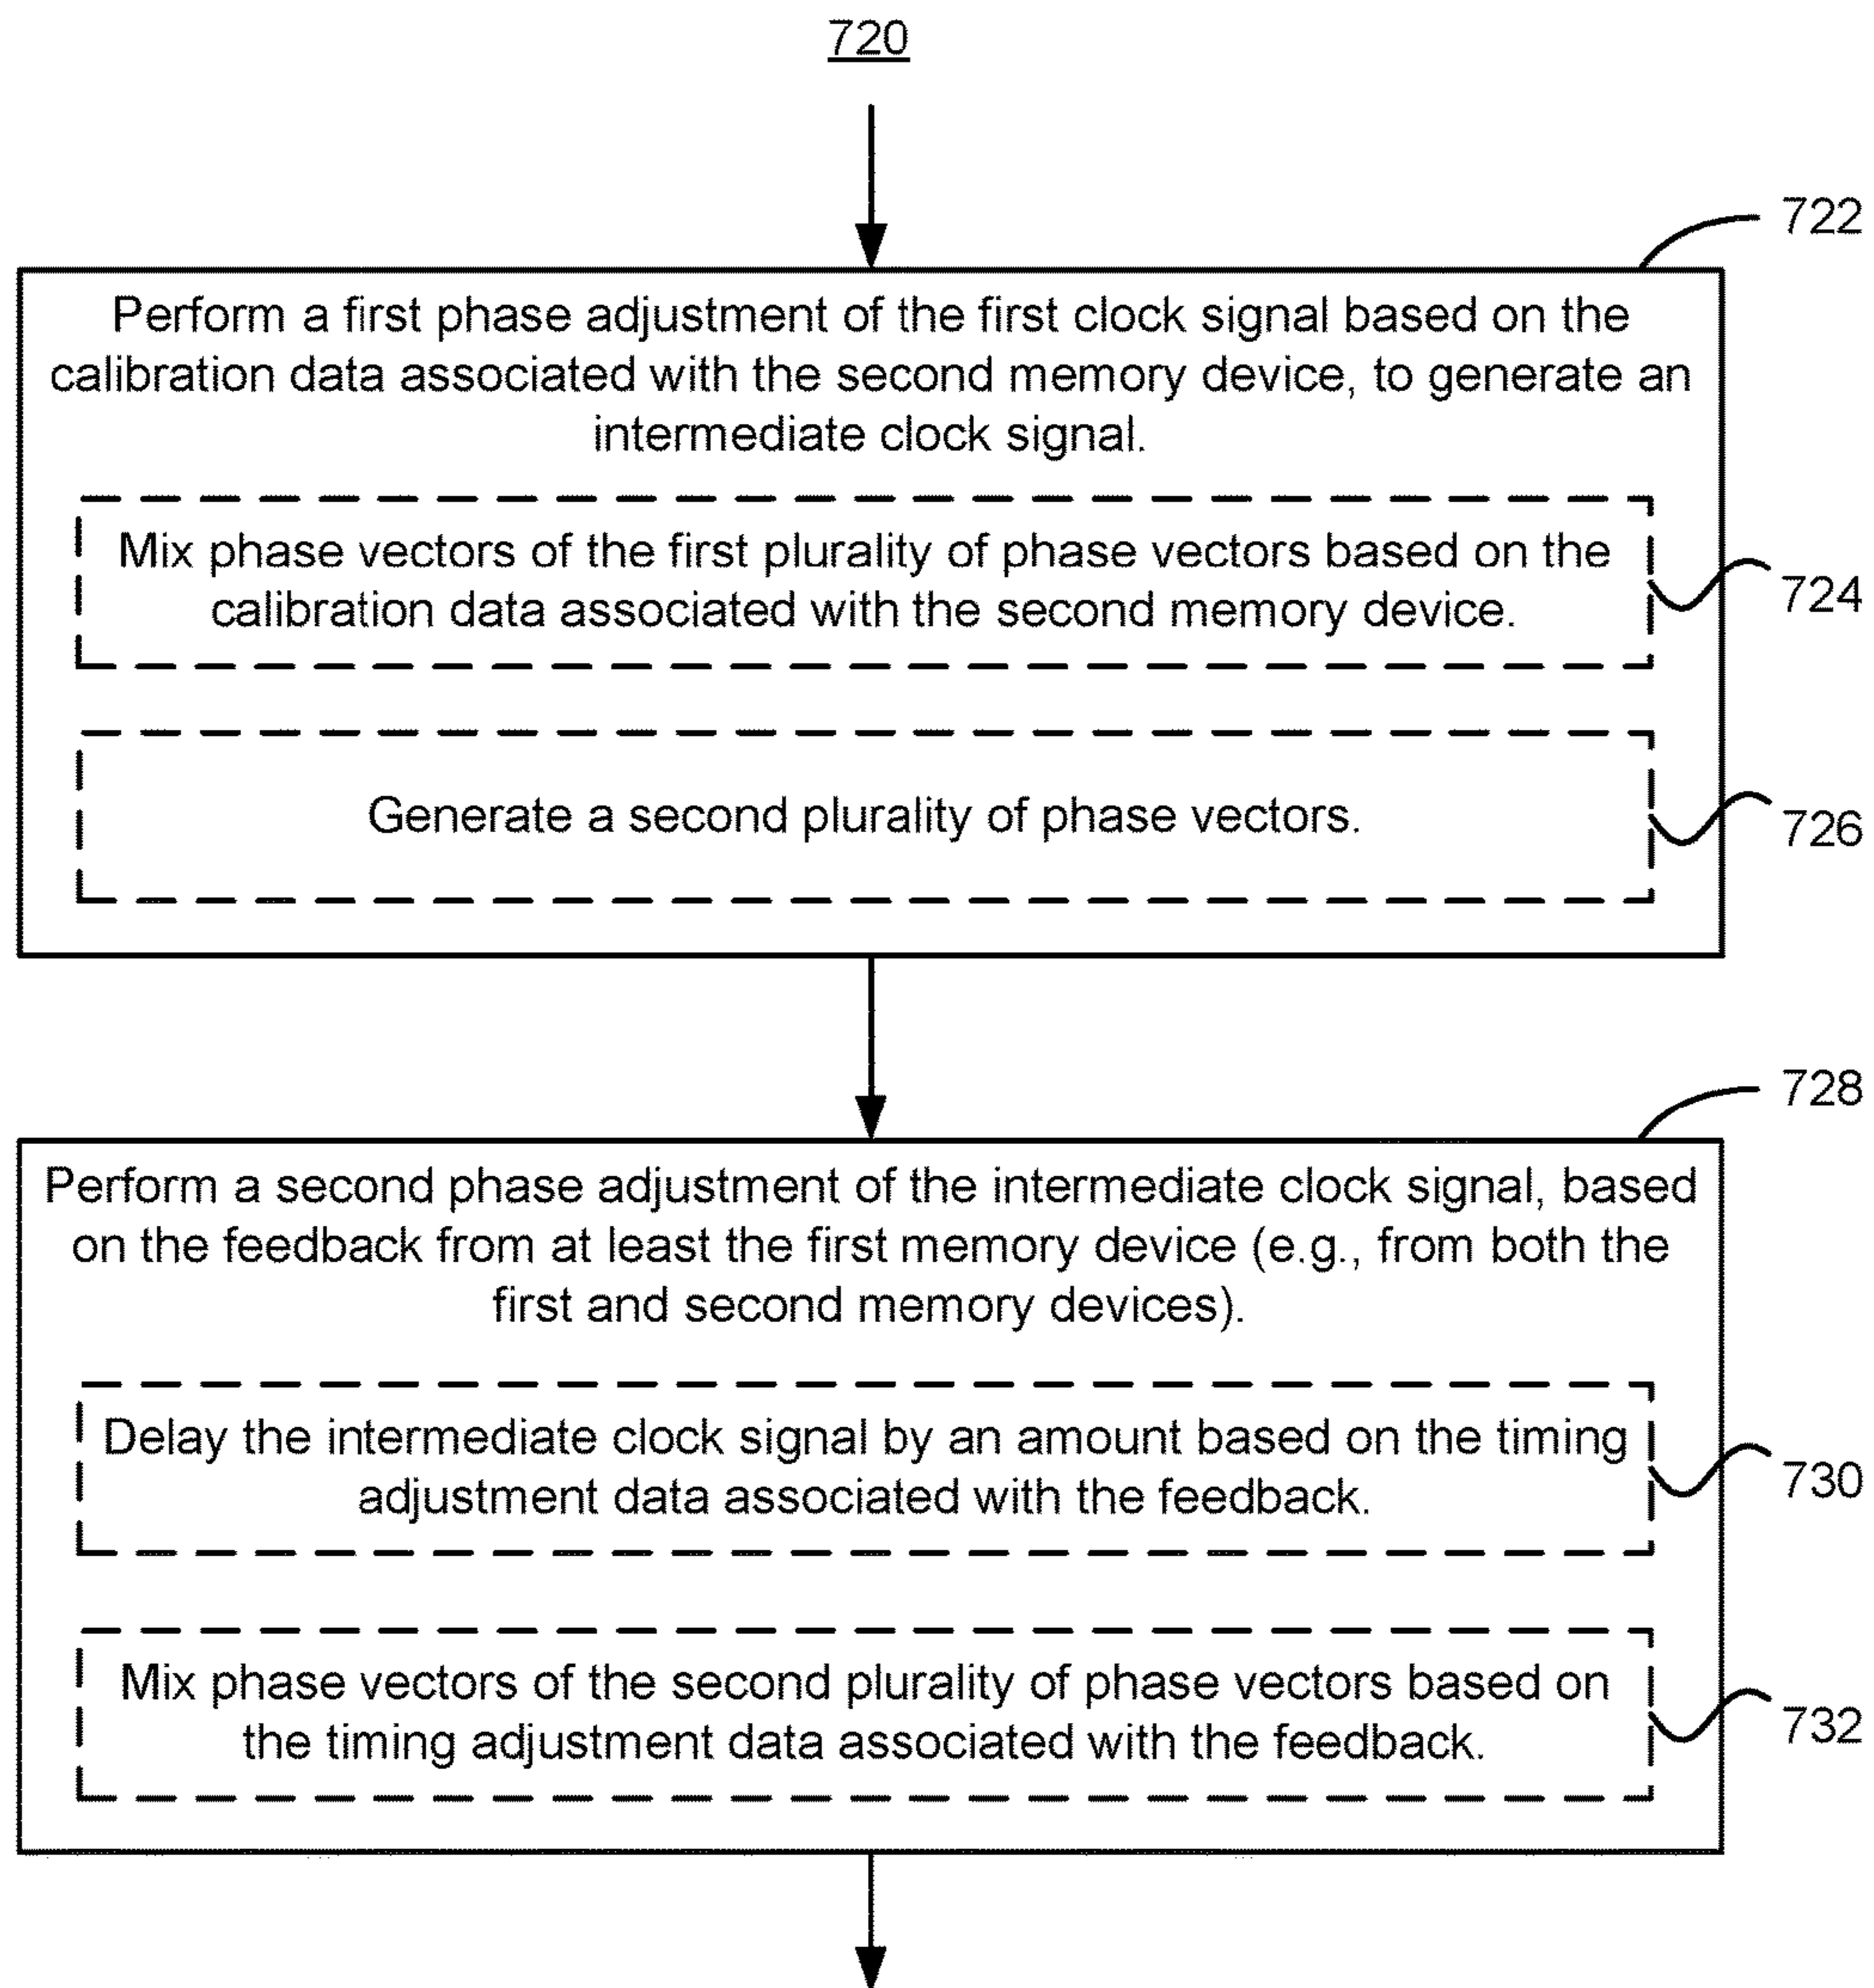 720
722
Perform a first phase adjustment of the first clock signal based on the
calibration data associated with the second memory device, to generate an
intermediate clock signal.
Mix phase vectors of the first plurality of phase vectors based on the
calibration data associated with the second memory device.
724
Generate a second plurality of phase vectors.
726
728
Perform a second phase adjustment of the intermediate clock signal, based
on the feedback from at least the first memory device (e.g., from both the
first and second memory devices).
Delay the intermediate clock signal by an amount based on the timing
adjustment data associated with the feedback.
730
Mix phase vectors of the second plurality of phase vectors based on
the timing adjustment data associated with the feedback.
732